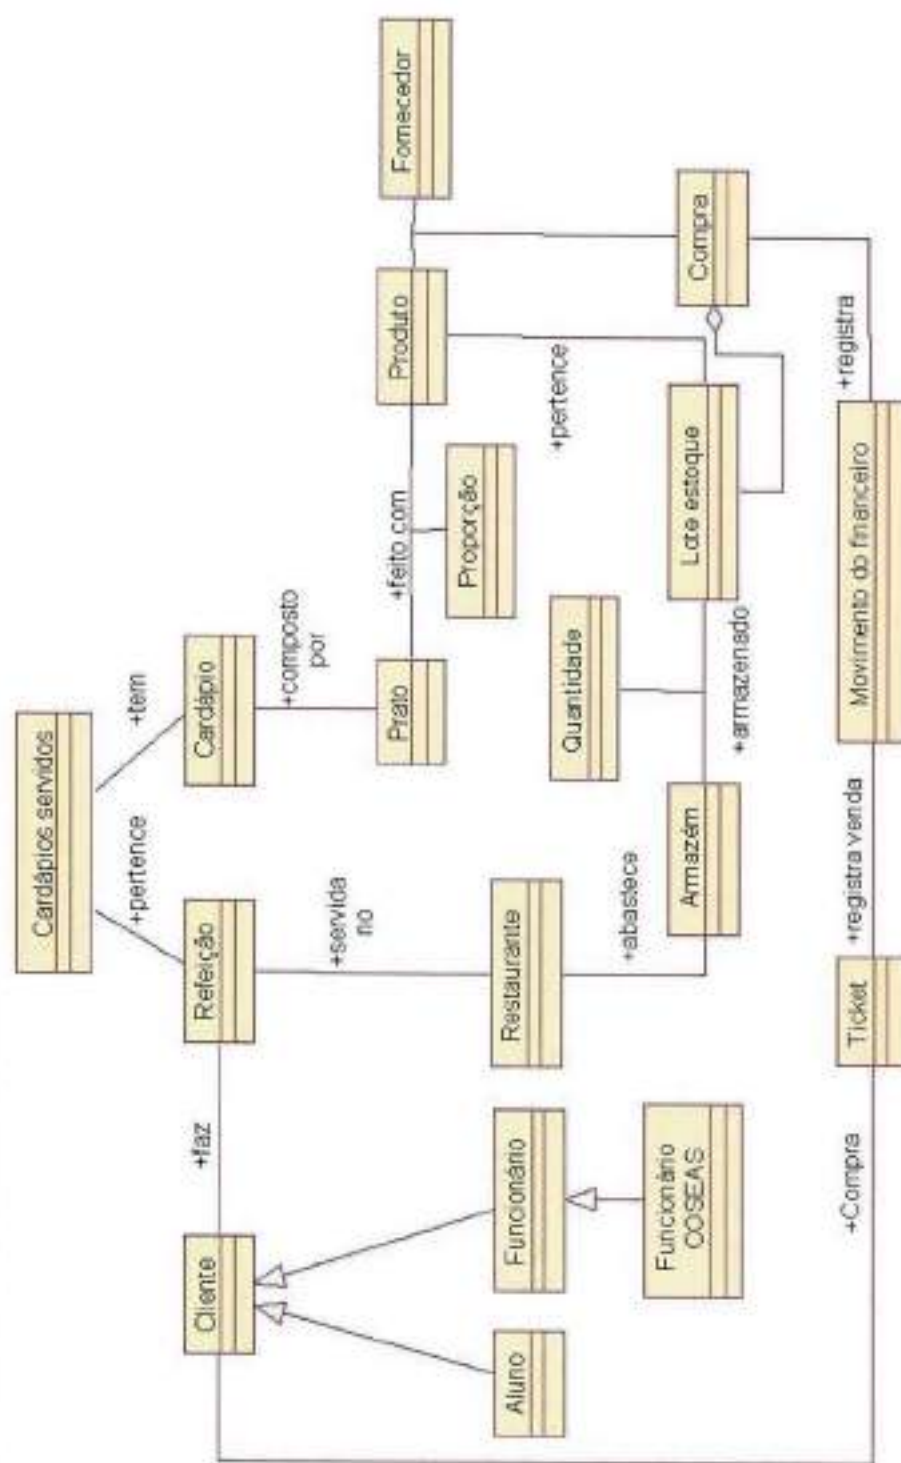 Cardápios servidos
+pertence
+tem
Cliente
+faz
Refeição
Cardápio
+servida
no
+composto
por
Prato
+feito com
Produto
Fornecedor
Proporção
Aluno
Funcionário
Restaurante
Quantidade
+pertence
+abastece
Funcionário
COSEAS
Armazém
+armazenado
Lote estoque
Compra
+Compra
Ticket
+registra venda
Movimento do financeiro
+registra